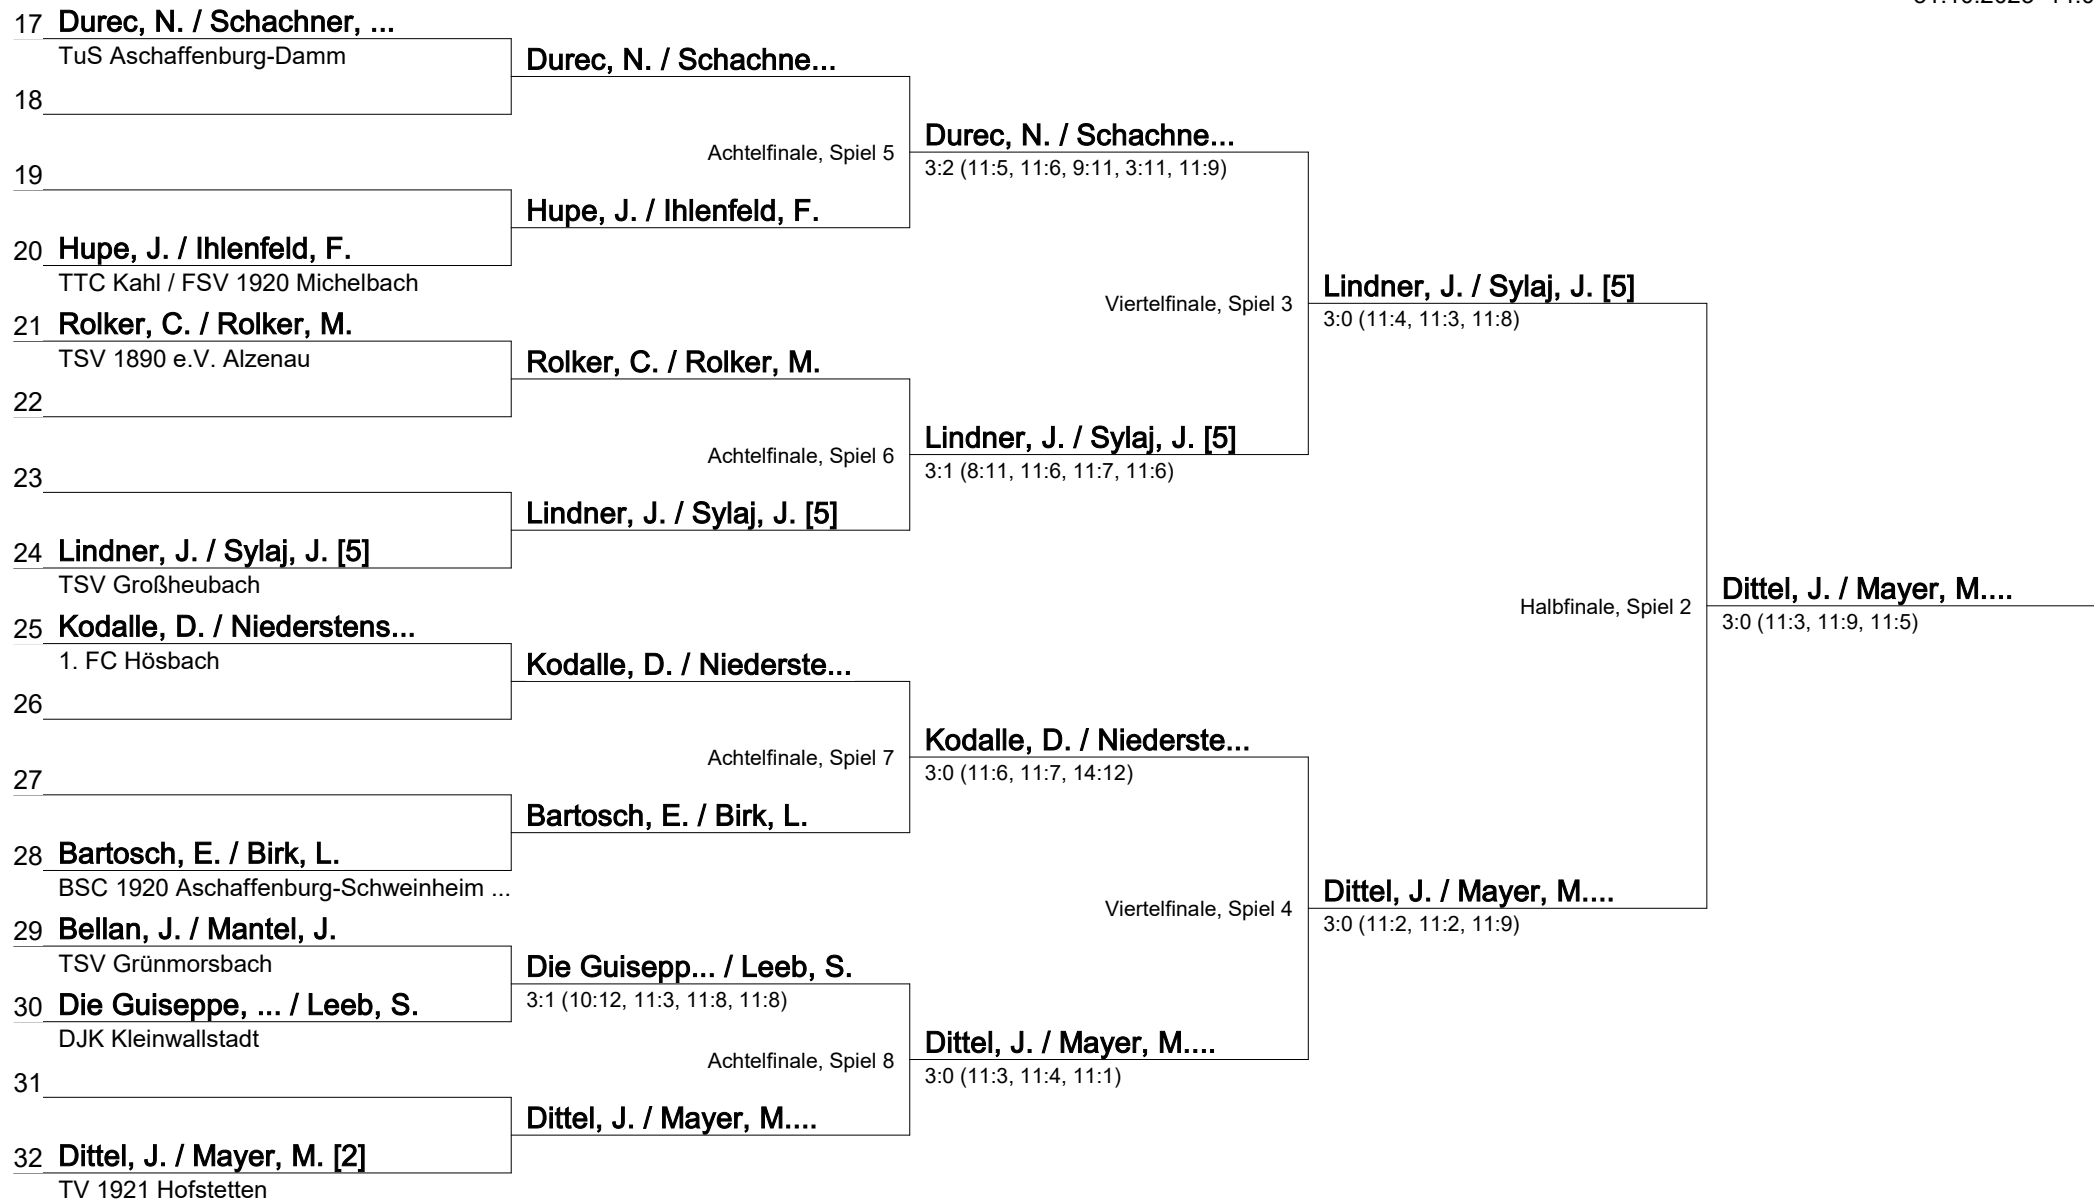 17 Durec, N. / Schachner, ...
TuS Aschaffenburg-Damm
Durec, N. / Schachne...
18
Durec, N. / Schachne...
Achtelfinale, Spiel 5
3:2 (11:5, 11:6, 9:11, 3:11, 11:9)
19
Hupe, J. / Ihlenfeld, F.
20 Hupe, J. / Ihlenfeld, F.
TTC Kahl / FSV 1920 Michelbach
Lindner, J. / Sylaj, J. [5]
Viertelfinale, Spiel 3
3:0 (11:4, 11:3, 11:8)
21 Rolker, C. / Rolker, M.
TSV 1890 e.V. Alzenau
Rolker, C. / Rolker, M.
22
Lindner, J. / Sylaj, J. [5]
Achtelfinale, Spiel 6
3:1 (8:11, 11:6, 11:7, 11:6)
23
Lindner, J. / Sylaj, J. [5]
24 Lindner, J. / Sylaj, J. [5]
TSV Großheubach
Dittel, J. / Mayer, M....
Halbfinale, Spiel 2
3:0 (11:3, 11:9, 11:5)
25 Kodalle, D. / Niederstens...
1. FC Hösbach
Kodalle, D. / Niederste...
26
Kodalle, D. / Niederste...
Achtelfinale, Spiel 7
3:0 (11:6, 11:7, 14:12)
27
Bartosch, E. / Birk, L.
28 Bartosch, E. / Birk, L.
BSC 1920 Aschaffenburg-Schweinheim ...
Dittel, J. / Mayer, M....
Viertelfinale, Spiel 4
3:0 (11:2, 11:2, 11:9)
29 Bellan, J. / Mantel, J.
TSV Grünmorsbach
Die Guisepp... / Leeb, S.
3:1 (10:12, 11:3, 11:8, 11:8)
30 Die Guiseppe, ... / Leeb, S.
DJK Kleinwallstadt
Dittel, J. / Mayer, M....
Achtelfinale, Spiel 8
3:0 (11:3, 11:4, 11:1)
31
Dittel, J. / Mayer, M....
32 Dittel, J. / Mayer, M. [2]
TV 1921 Hofstetten